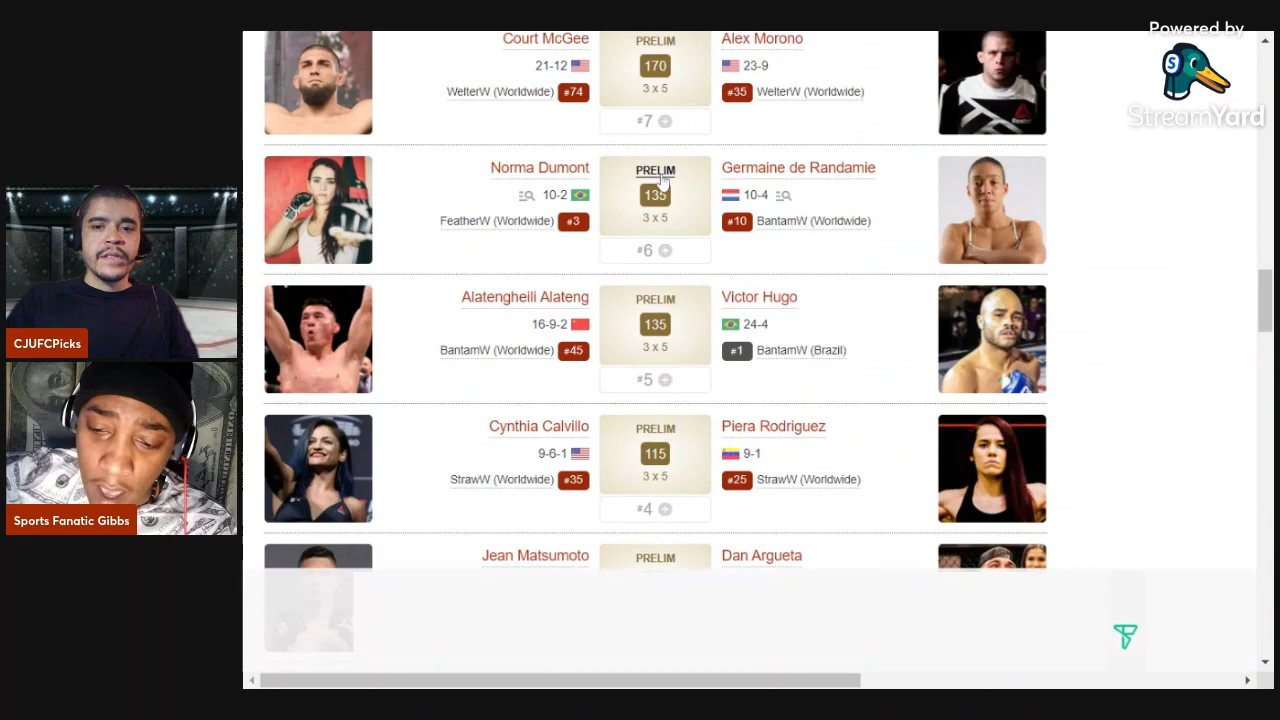 Powered by
StreamYard
Court McGee
PRELIM
Alex Morono
21-12
170
23-9
WelterW (Worldwide) #74
3 x 5
#35 WelterW (Worldwide)
#7
Norma Dumont
PRELIM
Germaine de Randamie
10-2
135
10-4
FeatherW (Worldwide) #3
3 x 5
#10 BantamW (Worldwide)
#6
Alatengheili Alateng
PRELIM
Victor Hugo
16-9-2
135
24-4
BantamW (Worldwide) #45
3 x 5
#1 BantamW (Brazil)
#5
Cynthia Calvillo
PRELIM
Piera Rodriguez
9-6-1
115
9-1
StrawW (Worldwide) #35
3 x 5
#25 StrawW (Worldwide)
#4
Jean Matsumoto
PRELIM
Dan Argueta
CJUFCPicks
Sports Fanatic Gibbs